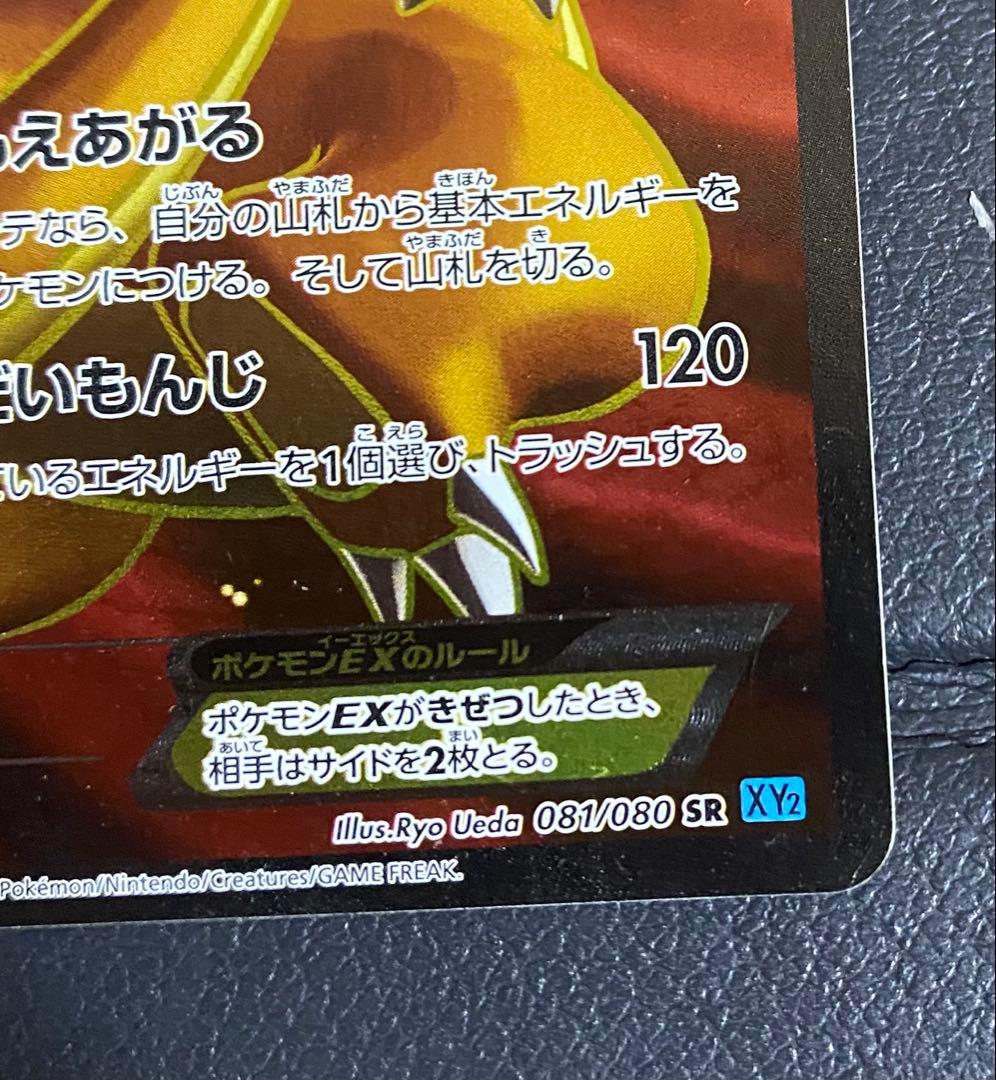 えあがる
テなら、自分の山札から基本エネルギーを
ケモンにつける。そして山札を切る。
だいもんじ 120
ているエネルギーを1個選び、トラッシュする。
ポケモンEXのルール
ポケモンEXがきぜつしたとき、
相手はサイドを2枚とる。
Illus.Ryo Ueda 081/080 SR XY2
Pokémon/Nintendo/Creatures/GAME FREAK.